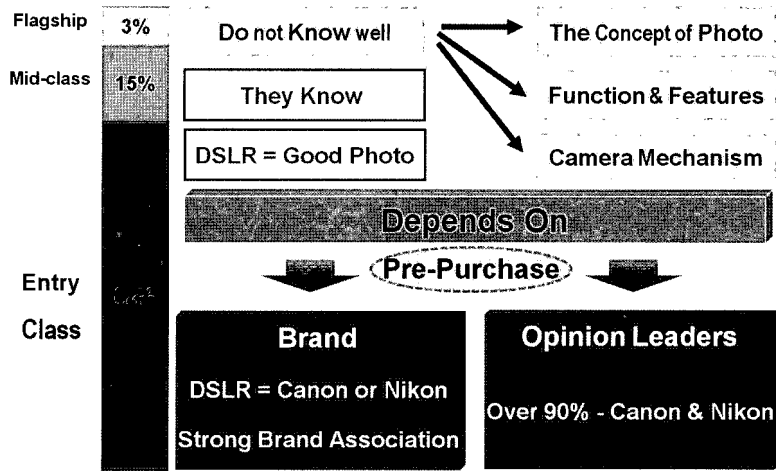 Flagship
3%
Do not Know well
The Concept of Photo
Mid-class
15%
They Know
Function & Features
DSLR = Good Photo
Camera Mechanism
Depends On
Pre-Purchase
Entry
Class
Brand
DSLR = Canon or Nikon
Strong Brand Association
Opinion Leaders
Over 90% - Canon & Nikon